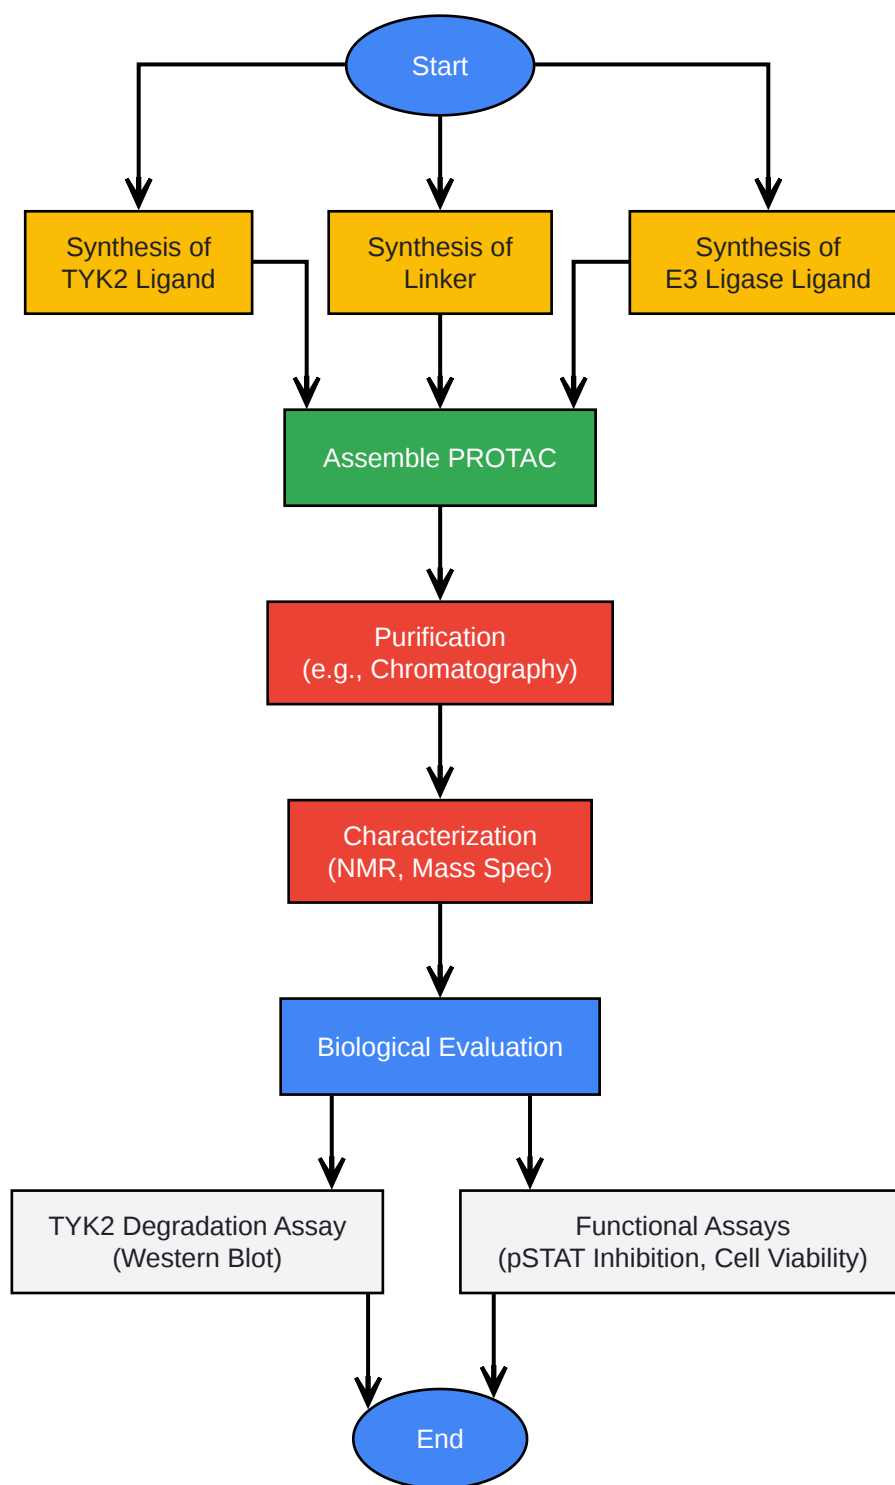 Start
Synthesis of
TYK2 Ligand
Synthesis of
Linker
Synthesis of
E3 Ligase Ligand
Assemble PROTAC
Purification
(e.g., Chromatography)
Characterization
(NMR, Mass Spec)
Biological Evaluation
TYK2 Degradation Assay
(Western Blot)
Functional Assays
(pSTAT Inhibition, Cell Viability)
End